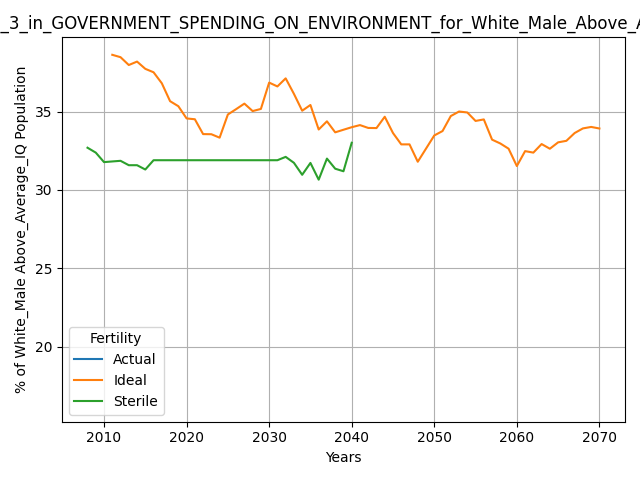 _3_in_GOVERNMENT_SPENDING_ON_ENVIRONMENT_for_White_Male_Above_A
% of White_Male Above_Average_IQ Population
35
30
25
20
Fertility
Actual
Ideal
Sterile
2010 2020 2030 2040 2050 2060 2070
Years